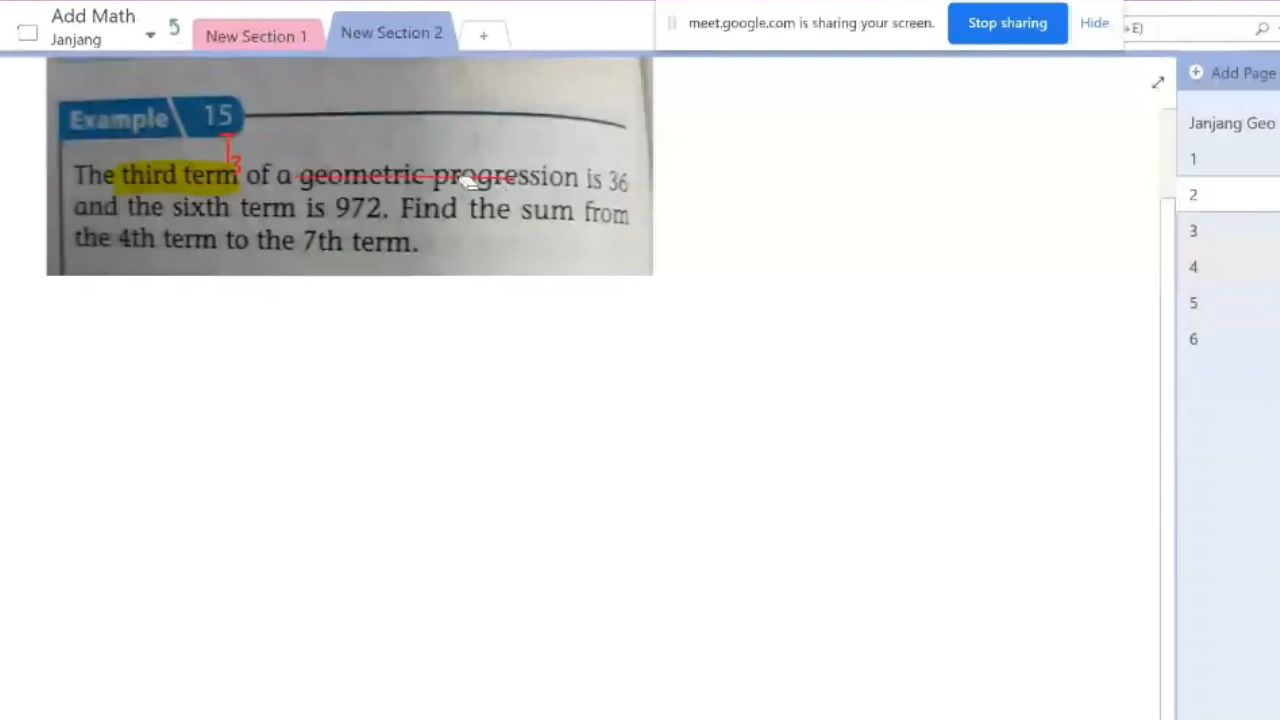 Add Math
Janjang
New Section 1
New Section 2
+
meet.google.com is sharing your screen.
Stop sharing
Hide
+E)
Add Page
Janjang Geo
1
2
3
4
5
6
Example 15
T3
The third term of a geometric progression is 36
and the sixth term is 972. Find the sum from
the 4th term to the 7th term.